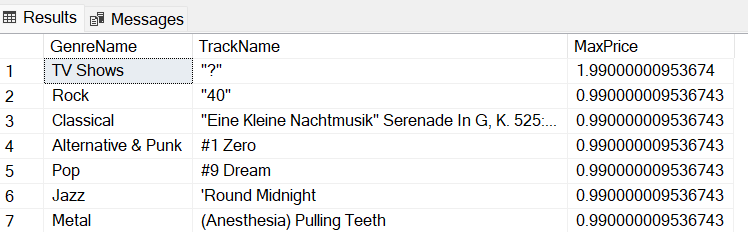 Results Messages
GenreName TrackName MaxPrice
1 TV Shows "?" 1.99000000953674
2 Rock "40" 0.990000009536743
3 Classical "Eine Kleine Nachtmusik" Serenade In G, K. 525:... 0.990000009536743
4 Alternative & Punk #1 Zero 0.990000009536743
5 Pop #9 Dream 0.990000009536743
6 Jazz 'Round Midnight 0.990000009536743
7 Metal (Anesthesia) Pulling Teeth 0.990000009536743